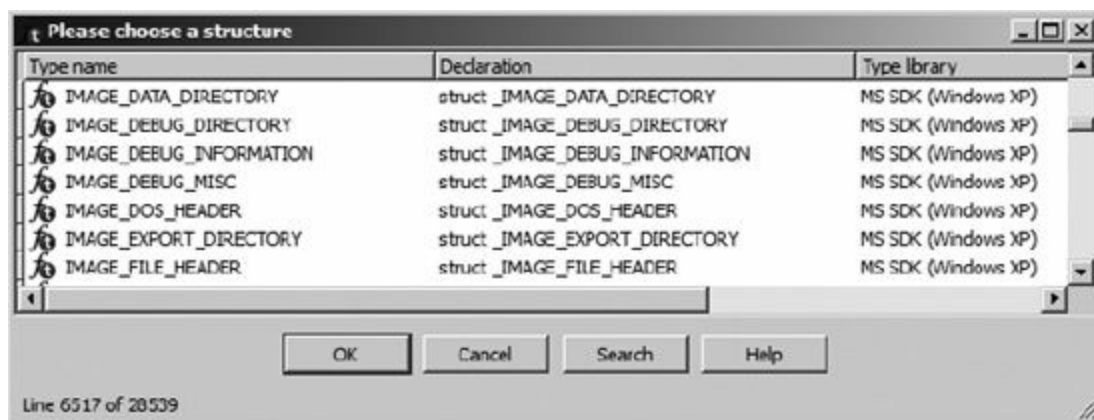 Please choose a structure
Type name Declaration Type library
IMAGE_DATA_DIRECTORY struct _IMAGE_DATA_DIRECTORY MS SDK (Windows XP)
IMAGE_DEBUG_DIRECTORY struct _IMAGE_DEBUG_DIRECTORY MS SDK (Windows XP)
IMAGE_DEBUG_INFORMATION struct _IMAGE_DEBUG_INFORMATION MS SDK (Windows XP)
IMAGE_DEBUG_MISC struct _IMAGE_DEBUG_MISC MS SDK (Windows XP)
IMAGE_DOS_HEADER struct _IMAGE_DOS_HEADER MS SDK (Windows XP)
IMAGE_EXPORT_DIRECTORY struct _IMAGE_EXPORT_DIRECTORY MS SDK (Windows XP)
IMAGE_FILE_HEADER struct _IMAGE_FILE_HEADER MS SDK (Windows XP)
OK Cancel Search Help
Line 6517 of 28539